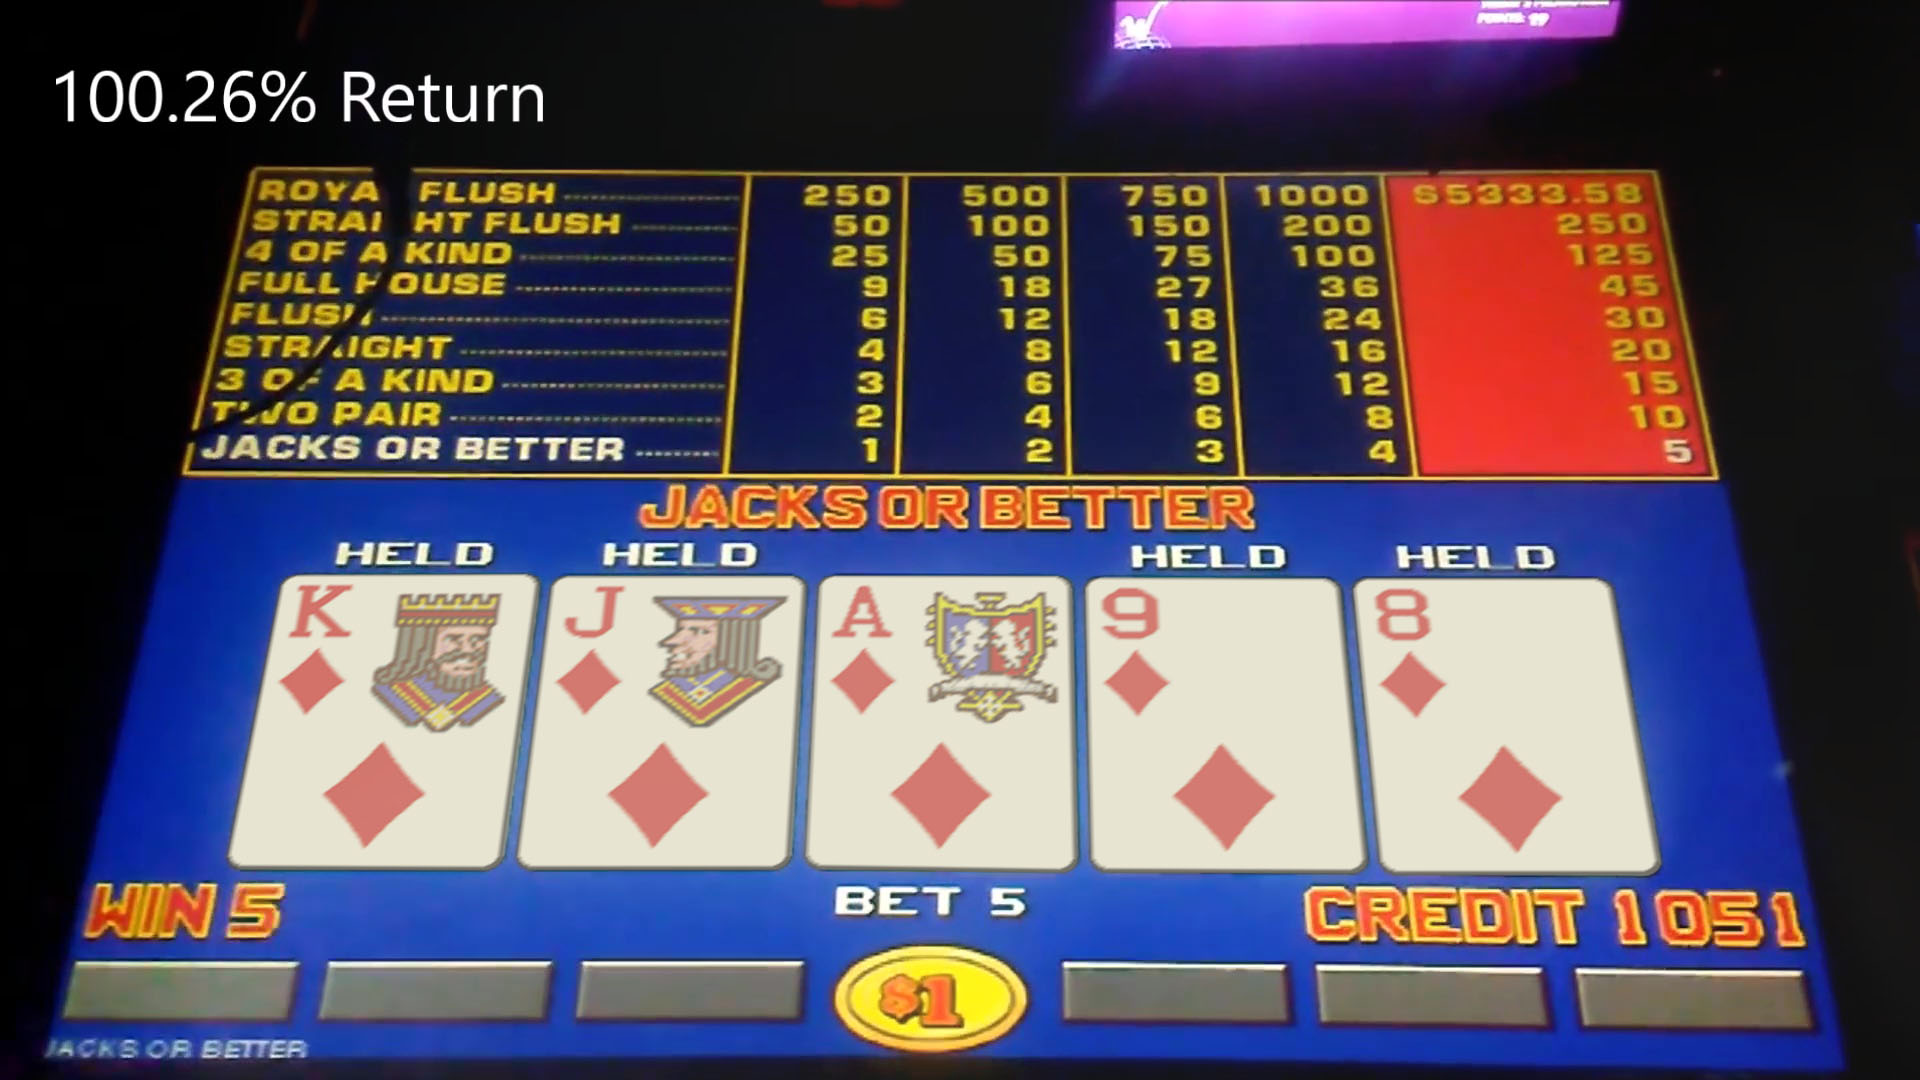 POINTS: 99
100.26% Return
ROYA FLUSH 250 500 750 1000 $5333.58
STRAIGHT FLUSH 50 100 150 200 250
4 OF A KIND 25 50 75 100 125
FULL HOUSE 9 18 27 36 45
FLUSH 6 12 18 24 30
STRAIGHT 4 8 12 16 20
3 OF A KIND 3 6 9 12 15
TWO PAIR 2 4 6 8 10
JACKS OR BETTER 1 2 3 4 5
JACKS OR BETTER
HELD HELD HELD HELD
K J A 9 8
WIN 5 BET 5 CREDIT 1051
$1
JACKS OR BETTER